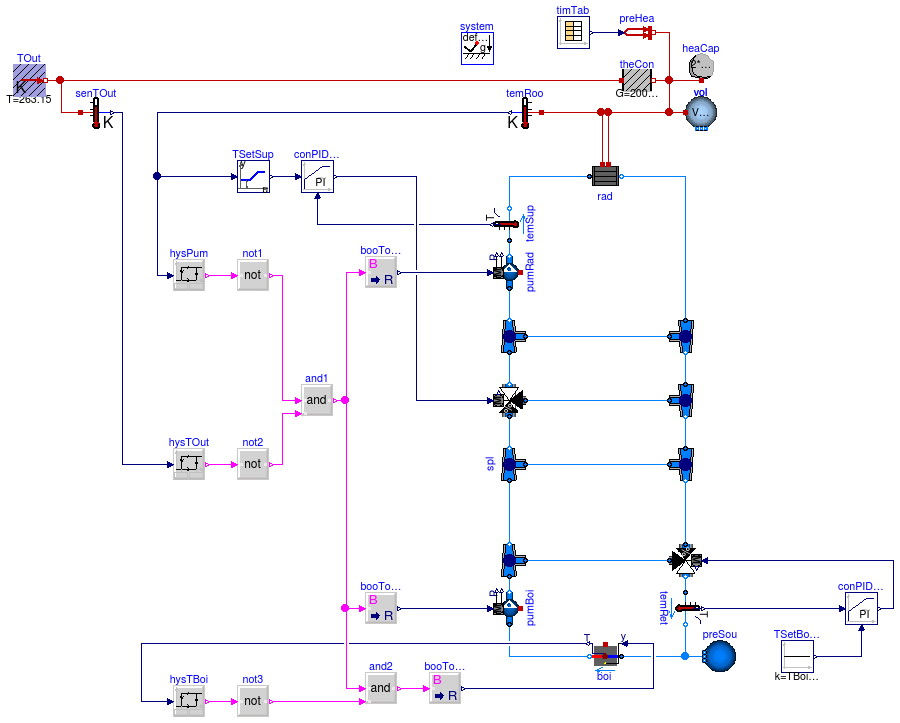 timTab
preHea
system
def...
g
TOut
K
T=263.15
senTOut
K
theCon
G=200...
heaCap
2*...
vol
V...
temRoo
K
TSetSup
y
PI
conPID...
PI
rad
T
temSup
hysPum
not1
not
booTo...
B
R
pumRad
and1
and
spl
hysTOut
not2
not
booTo...
B
R
pumBoi
temRet
T
conPID...
PI
TSetBo...
k=TBoi...
preSou
T
y
boi
hysTBoi
not3
not
and2
and
booTo...
B
R